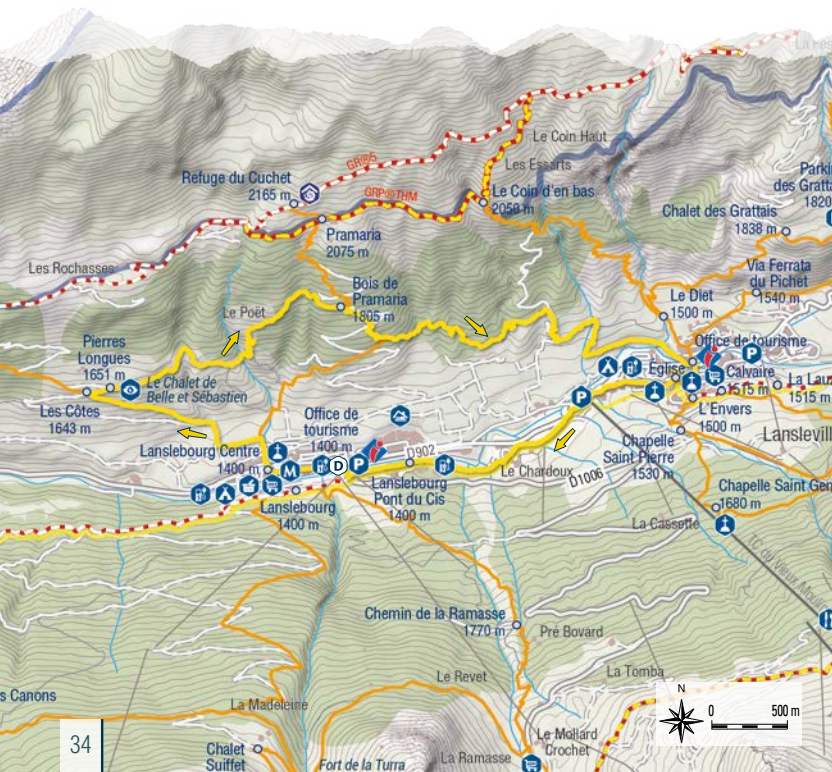 Le Coin Haut
GR®5
Les Essarts
Refuge du Cuchet
2165 m
GRP®THM
Le Coin d'en bas
2050 m
des Gratta
1820
Chalet des Grattais
1838 m
Pramaria
2075 m
Les Rochasses
Via Ferrata
du Pichet
1540 m
Bois de
Pramaria
1805 m
Le Diet
1500 m
Le Poët
Pierres
Longues
1651 m
Office de tourisme
P
Eglise
Calvaire
1515 m
Le Chalet de
Belle et Sébastien
La Lau
1515 m
Les Côtes
1643 m
P
Office de
tourisme
1400 m
L'Envers
1500 m
Lanslevill
Lanslebourg Centre
1400 m
Chapelle
Saint Pierre
1530 m
D902
M
D
P
Le Chardoux
D1006
Lanslebourg
Pont du Cis
1400 m
Lanslebourg
1400 m
Chapelle Saint Ger
1680 m
La Cassette
Chemin de la Ramasse
1770 m
Pré Bovard
Le Revet
La Tomba
s Canons
La Madeleine
N
0
500 m
34
Le Mollard
Crochet
Chalet
Suiffet
Fort de la Turra
La Ramasse